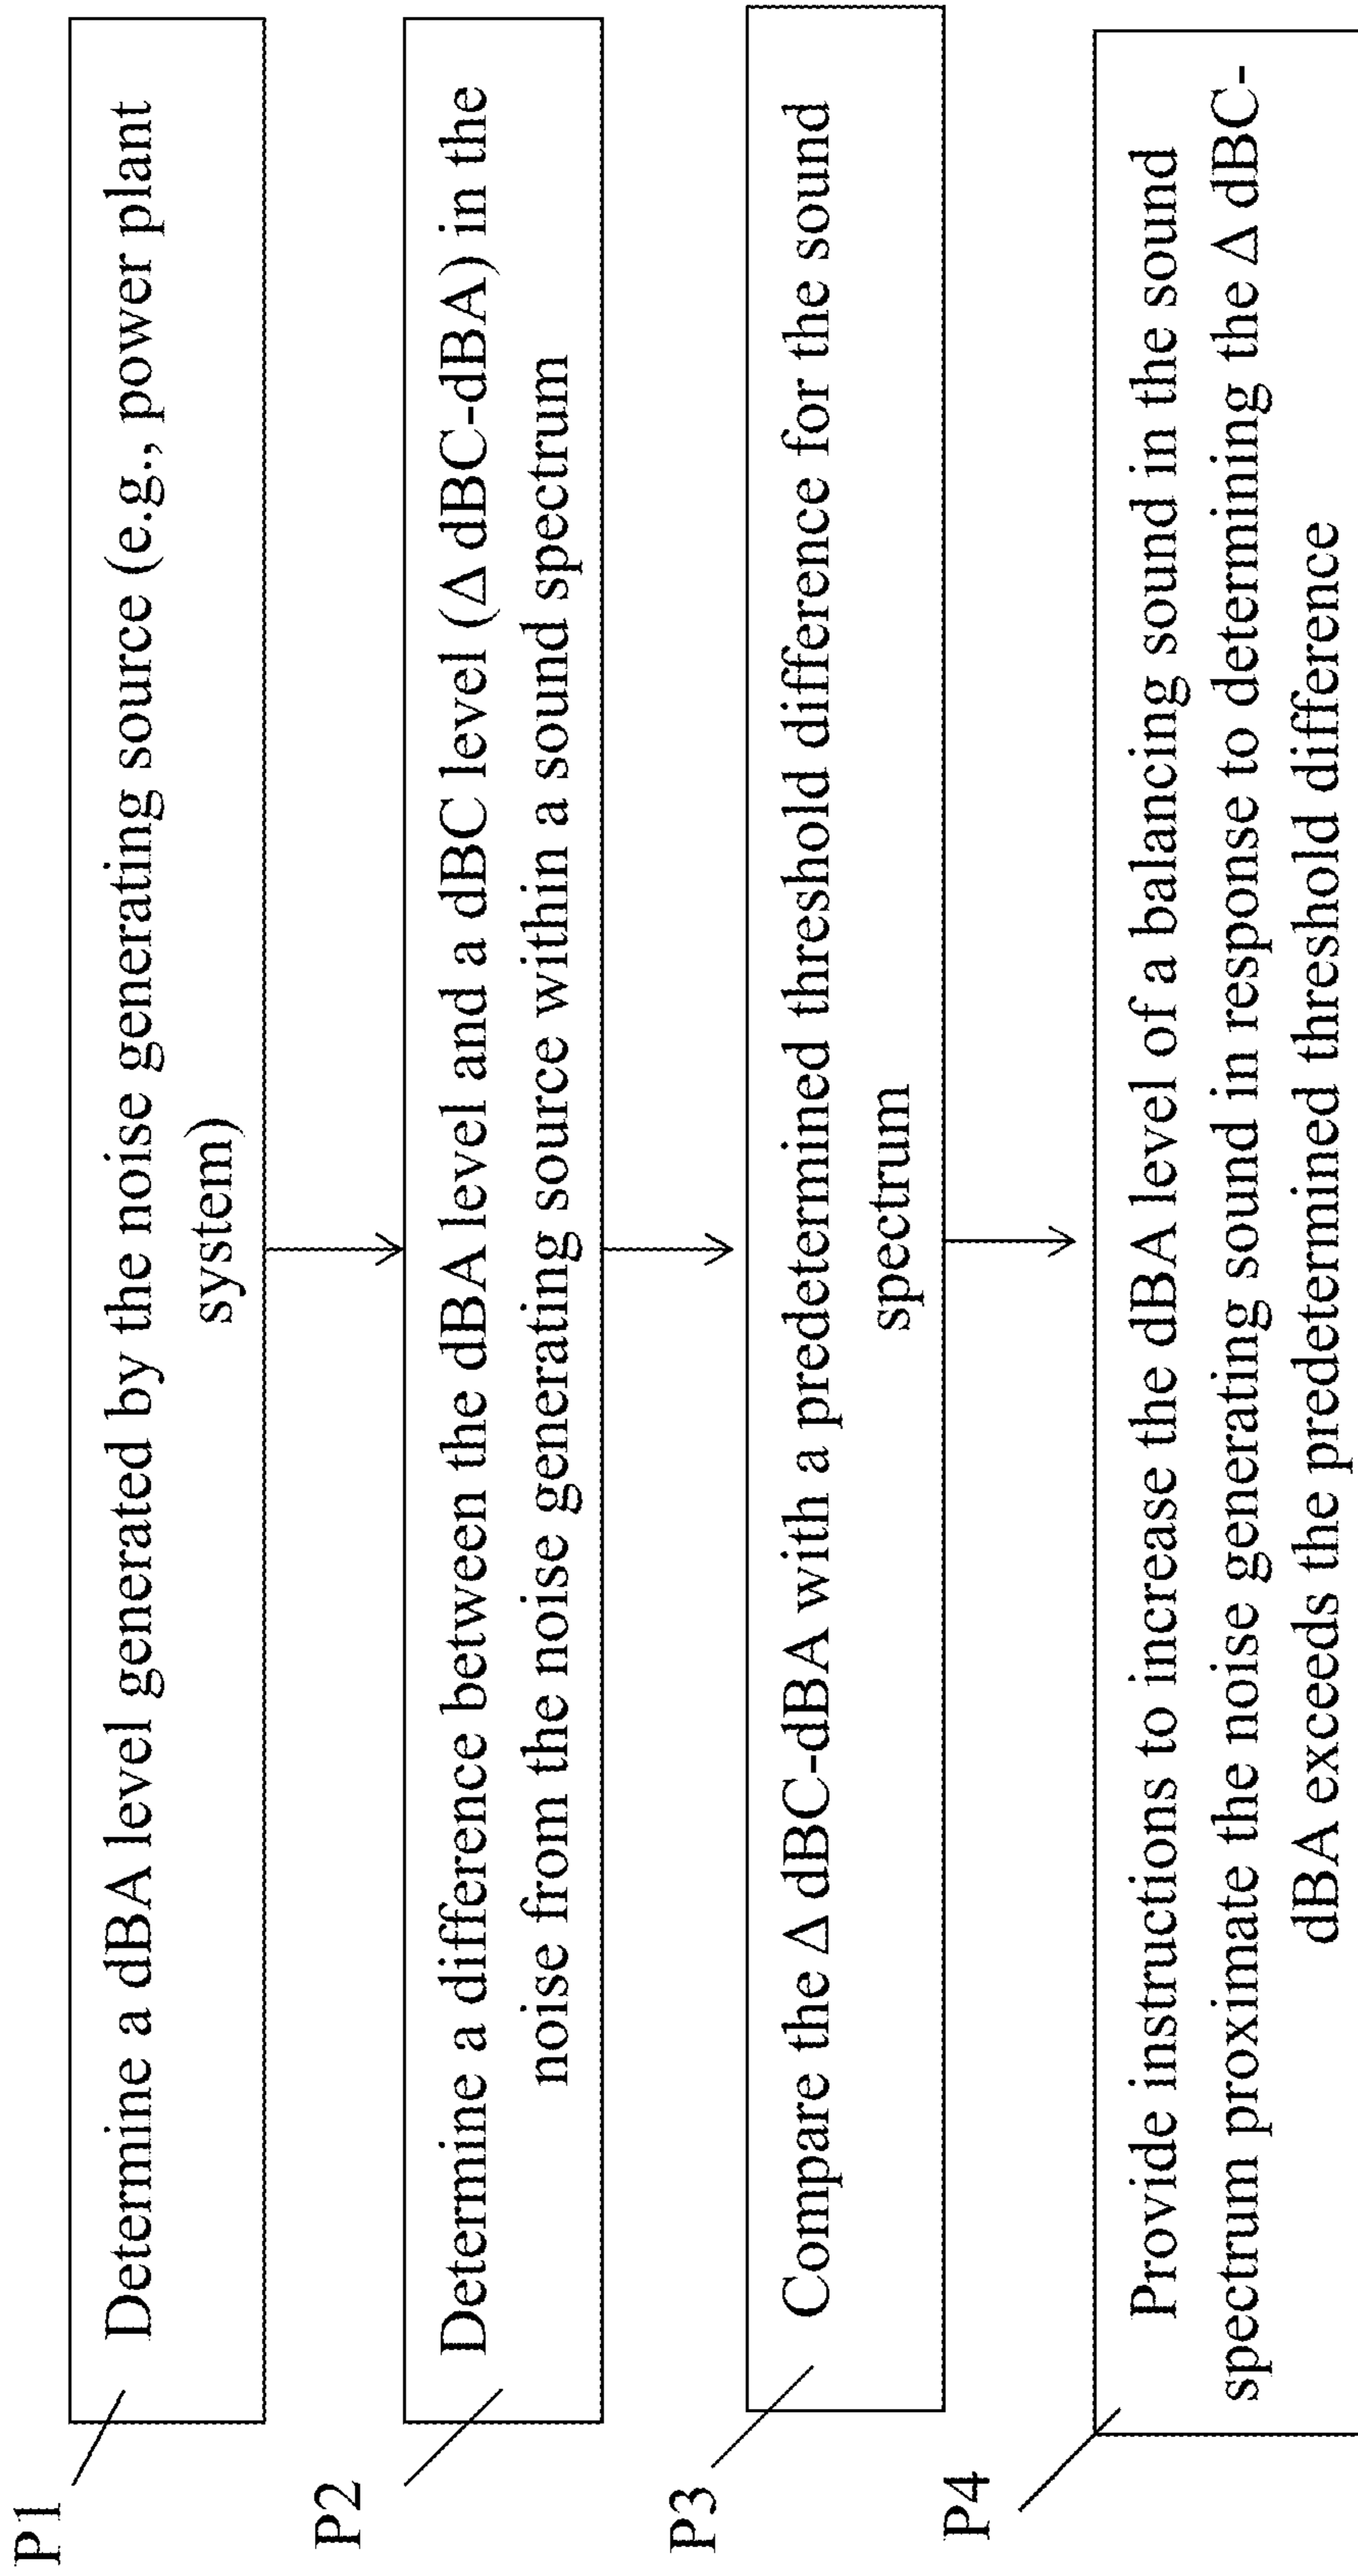 P1
Determine a dBA level generated by the noise generating source (e.g., power plant
system)
P2
Determine a difference between the dBA level and a dBC level (Δ dBC-dBA) in the
noise from the noise generating source within a sound spectrum
P3
Compare the Δ dBC-dBA with a predetermined threshold difference for the sound
spectrum
P4
Provide instructions to increase the dBA level of a balancing sound in the sound
spectrum proximate the noise generating sound in response to determining the Δ dBC-
dBA exceeds the predetermined threshold difference